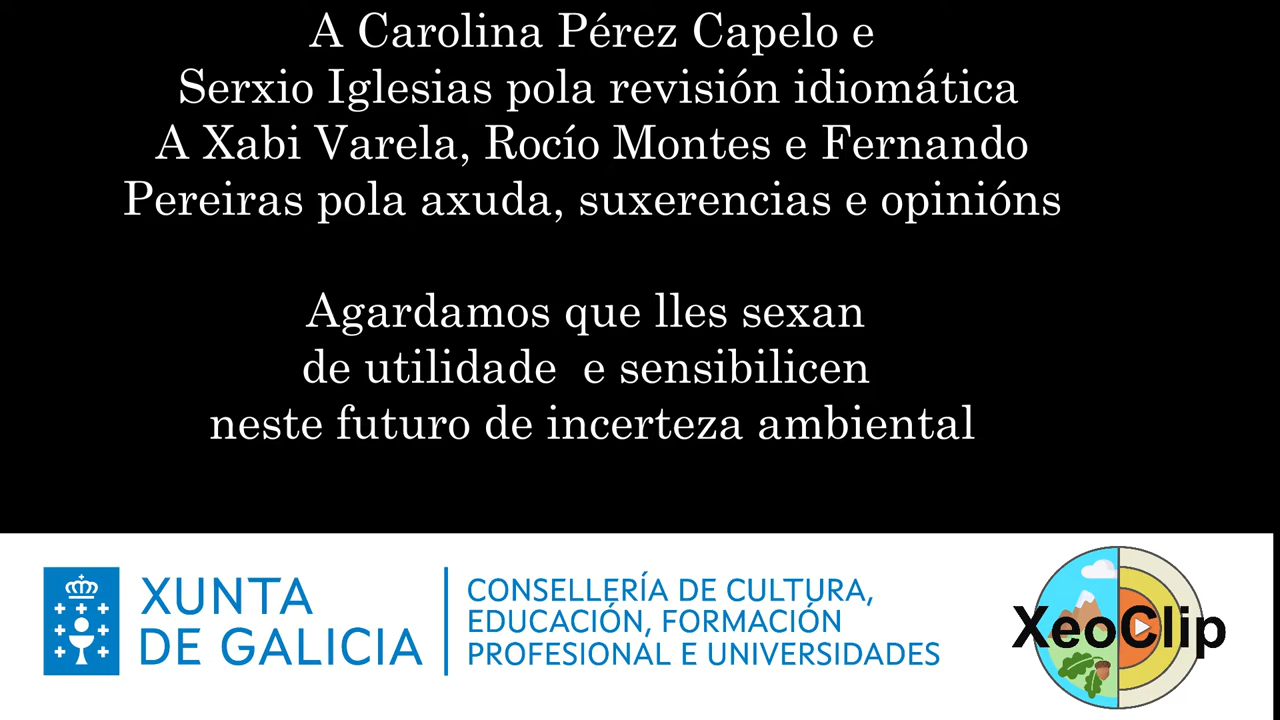 A Carolina Pérez Capelo e
Serxio Iglesias pola revisión idiomática
A Xabi Varela, Rocío Montes e Fernando
Pereiras pola axuda, suxerencias e opinións
Agardamos que lles sexan
de utilidade e sensibilicen
neste futuro de incerteza ambiental
XUNTA
DE GALICIA
CONSELLERÍA DE CULTURA,
EDUCACIÓN, FORMACIÓN
PROFESIONAL E UNIVERSIDADES
XeoClip